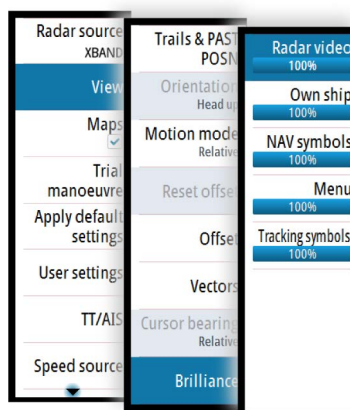 Radar source
XBAND
View
Maps
Trial
manoeuvre
Apply default
settings
User settings
TT/AIS
Speed source
Trails & PAST
POSN
Orientation
Head up
Motion mode
Relative
Reset offset
Offset
Vectors
Cursor bearing
Relative
Brilliance
Radar video
100%
Own ship
100%
NAV symbols
100%
Menu
100%
Tracking symbols
100%